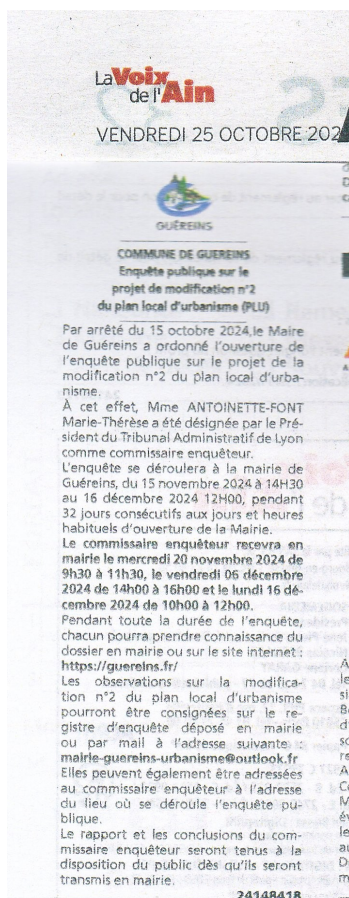 La Voix
de l'Ain
VENDREDI 25 OCTOBRE 202
GUÉREINS
COMMUNE DE GUEREINS
Enquête publique sur le
projet de modification n°2
du plan local d'urbanisme (PLU)
Par arrêté du 15 octobre 2024,le Maire
de Guéreins a ordonné l'ouverture de
l'enquête publique sur le projet de la
modification n°2 du plan local d'urba-
nisme.
À cet effet, Mme ANTOINETTE-FONT
Marie-Thérèse a été désignée par le Pré-
sident du Tribunal Administratif de Lyon
comme commissaire enquêteur.
L'enquête se déroulera à la mairie de
Guéreins, du 15 novembre 2024 à 14H30
au 16 décembre 2024 12H00, pendant
32 jours consécutifs aux jours et heures
habituels d'ouverture de la Mairie.
Le commissaire enquêteur recevra en
mairie le mercredi 20 novembre 2024 de
9h30 à 11h30, le vendredi 06 décembre
2024 de 14h00 à 16h00 et le lundi 16 dé-
cembre 2024 de 10h00 à 12h00.
Pendant toute la durée de l'enquête,
chacun pourra prendre connaissance du
dossier en mairie ou sur le site internet :
https://guereins.fr/
Les observations sur la modifica-
tion n°2 du plan local d'urbanisme
pourront être consignées sur le re-
gistre d'enquête déposé en mairie
ou par mail à l'adresse suivante :
mairie-guereins-urbanisme@outlook.fr
Elles peuvent également être adressées
au commissaire enquêteur à l'adresse
du lieu où se déroule l'enquête pu-
blique.
Le rapport et les conclusions du com-
missaire enquêteur seront tenus à la
disposition du public dès qu'ils seront
transmis en mairie.
24148418